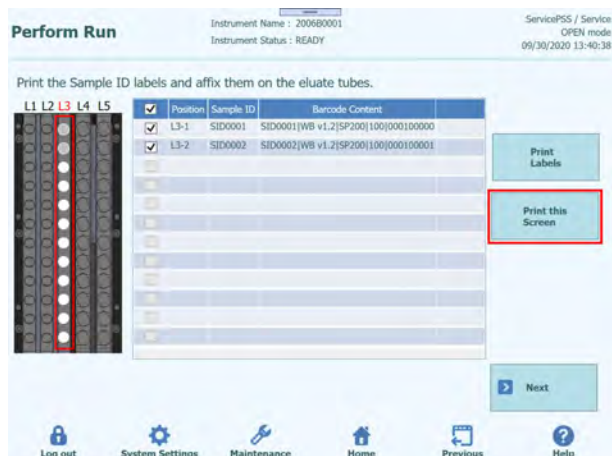 Perform Run
Instrument Name : 200680001
Instrument Status : READY
ServicePSS / Service
OPEN mode
09/30/2020 13:40:38
Print the Sample ID labels and affix them on the eluate tubes.
L1 L2 L3 L4 L5
Position Sample ID Barcode Content
L3-1 SID0001 SID0001|WB v1.2|SP200|100|000100000
L3-2 SID0002 SID0002|WB v1.2|SP200|100|000100001
Print
Labels
Print this
Screen
Next
Log out System Settings Maintenance Home Previous Help